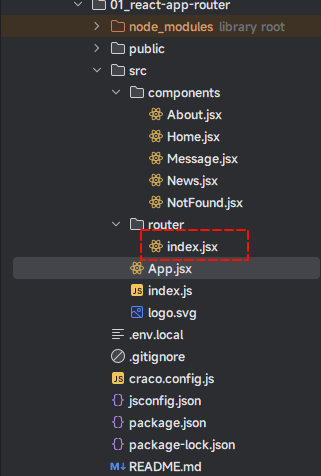 01_react-app-router
node_modules library root
public
src
components
About.jsx
Home.jsx
Message.jsx
News.jsx
NotFound.jsx
router
index.jsx
App.jsx
JS index.js
logo.svg
.env.local
.gitignore
JS craco.config.js
{} jsconfig.json
{} package.json
{} package-lock.json
M↓ README.md